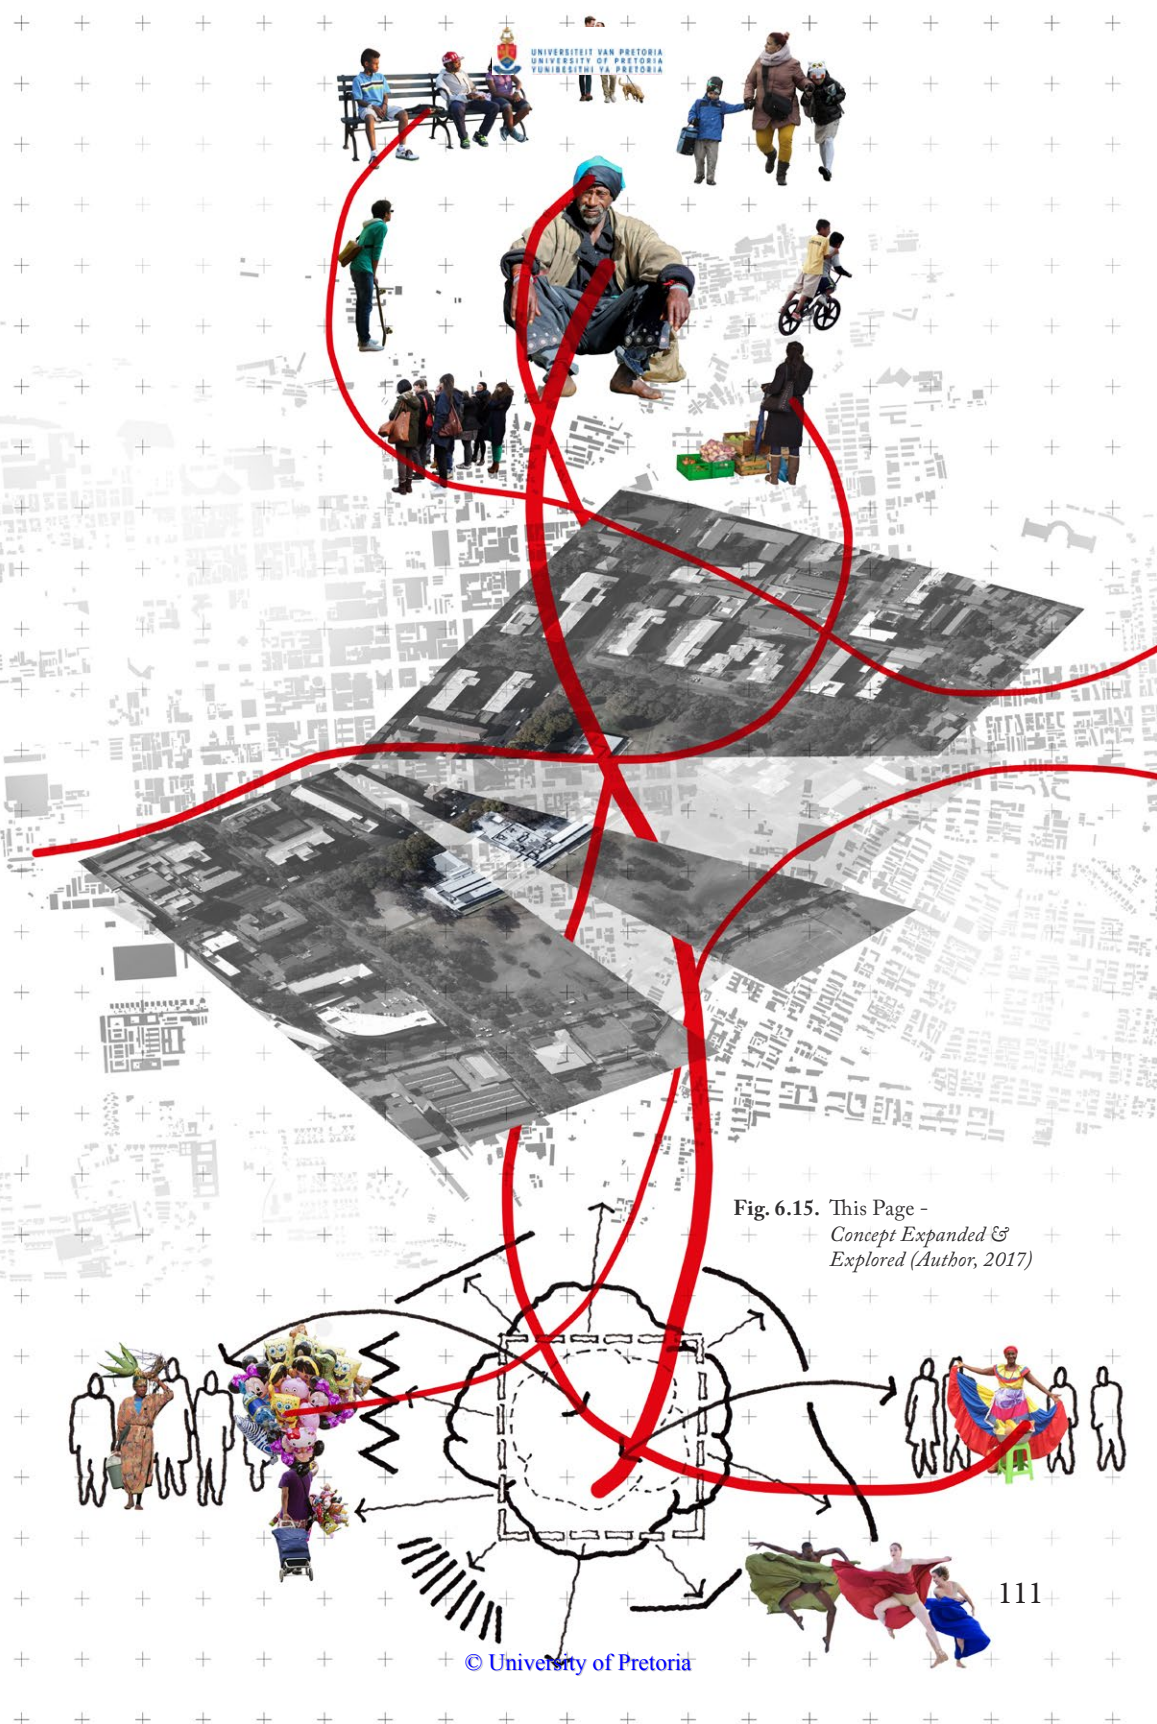 UNIVERSITEIT VAN PRETORIA
UNIVERSITY OF PRETORIA
YUNIBESITHI YA PRETORIA
Fig. 6.15. This Page -
Concept Expanded &
Explored (Author, 2017)
111
© University of Pretoria